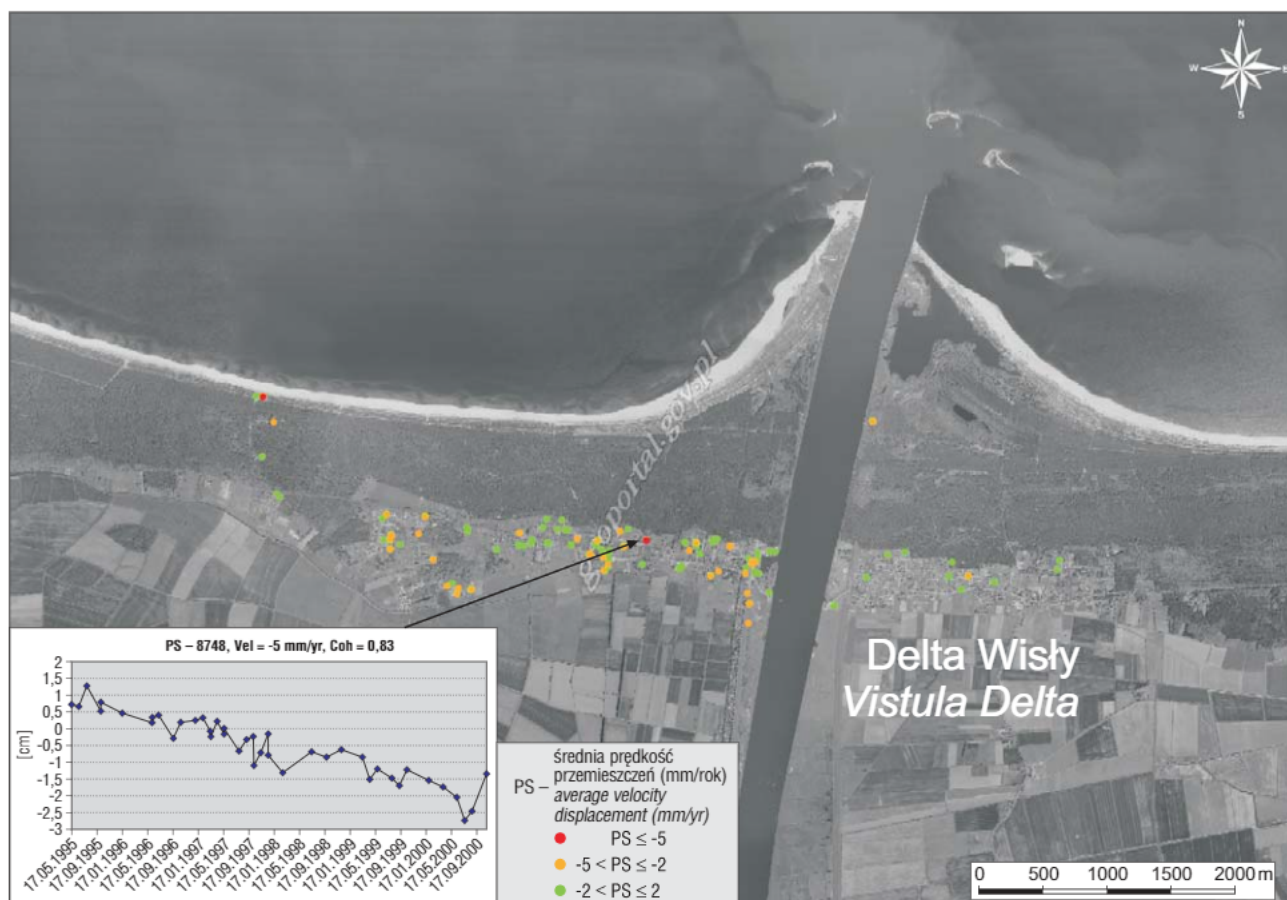 N
W
E
S
geoportal.gov.pl
Delta Wisły
Vistula Delta
PS – 8748, Vel = -5 mm/yr, Coh = 0,83
[cm]
2
1,5
1
0,5
0
-0,5
-1
-1,5
-2
-2,5
-3
17.05.1995
17.09.1995
17.01.1996
17.05.1996
17.09.1996
17.01.1997
17.05.1997
17.09.1997
17.01.1998
17.05.1998
17.09.1998
17.01.1999
17.05.1999
17.09.1999
17.01.2000
17.05.2000
17.09.2000
PS –
średnia prędkość
przemieszczeń (mm/rok)
average velocity
displacement (mm/yr)
PS ≤ -5
-5 < PS ≤ -2
-2 < PS ≤ 2
0 500 1000 1500 2000 m